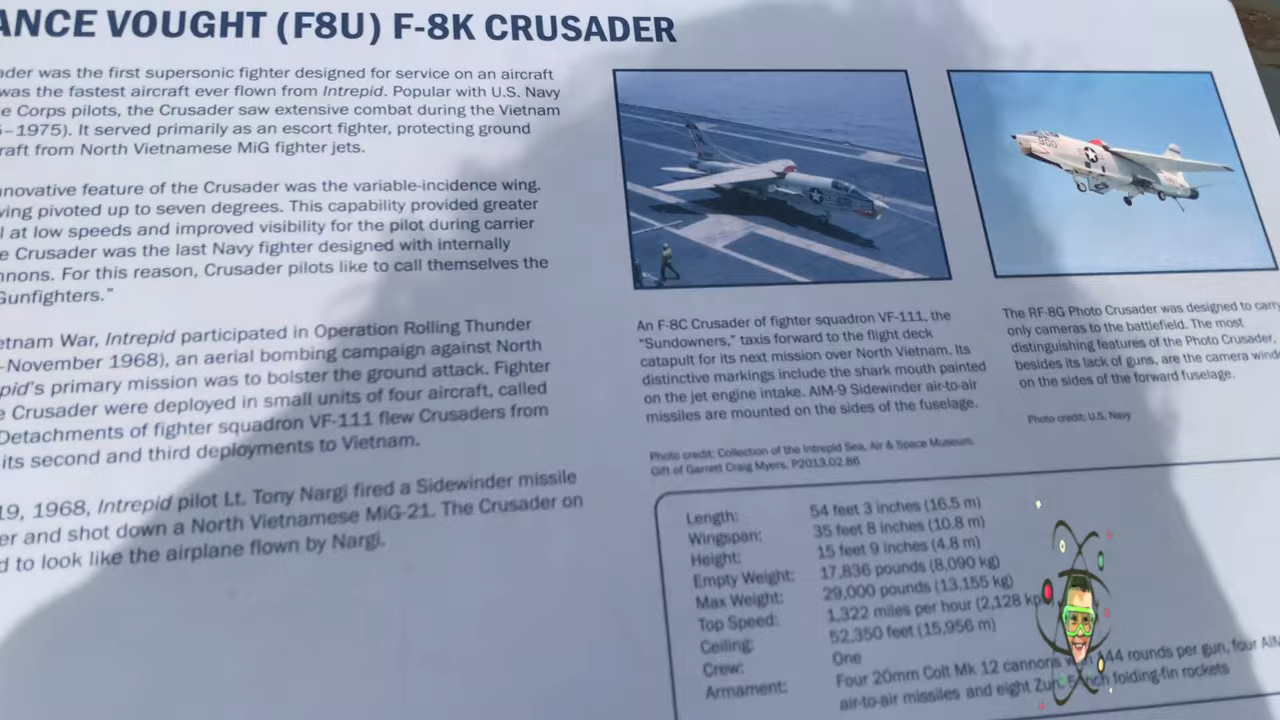 ANCE VOUGHT (F8U) F-8K CRUSADER
ader was the first supersonic fighter designed for service on an aircraft
was the fastest aircraft ever flown from Intrepid. Popular with U.S. Navy
e Corps pilots, the Crusader saw extensive combat during the Vietnam
–1975). It served primarily as an escort fighter, protecting ground
raft from North Vietnamese MiG fighter jets.
nnovative feature of the Crusader was the variable-incidence wing.
ving pivoted up to seven degrees. This capability provided greater
l at low speeds and improved visibility for the pilot during carrier
e Crusader was the last Navy fighter designed with internally
nnons. For this reason, Crusader pilots like to call themselves the
Gunfighters."
etnam War, Intrepid participated in Operation Rolling Thunder
-November 1968), an aerial bombing campaign against North
pid's primary mission was to bolster the ground attack. Fighter
e Crusader were deployed in small units of four aircraft, called
Detachments of fighter squadron VF-111 flew Crusaders from
its second and third deployments to Vietnam.
19, 1968, Intrepid pilot Lt. Tony Nargi fired a Sidewinder missile
er and shot down a North Vietnamese MiG-21. The Crusader on
d to look like the airplane flown by Nargi.
An F-8C Crusader of fighter squadron VF-111, the
"Sundowners," taxis forward to the flight deck
catapult for its next mission over North Vietnam. Its
distinctive markings include the shark mouth painted
on the jet engine intake. AIM-9 Sidewinder air-to-air
missiles are mounted on the sides of the fuselage.
Photo credit: Collection of the Intrepid Sea, Air & Space Museum.
Gift of Garrett Craig Myers, P2013.02.86
The RF-8G Photo Crusader was designed to carry
only cameras to the battlefield. The most
distinguishing features of the Photo Crusader,
besides its lack of guns, are the camera wind
on the sides of the forward fuselage.
Photo credit: U.S. Navy
Length: 54 feet 3 inches (16.5 m)
Wingspan: 35 feet 8 inches (10.8 m)
Height: 15 feet 9 inches (4.8 m)
Empty Weight: 17,836 pounds (8,090 kg)
Max Weight: 29,000 pounds (13,155 kg)
Top Speed: 1,322 miles per hour (2,128 kp
Ceiling: 52,350 feet (15,956 m)
Crew: One
Armament: Four 20mm Colt Mk 12 cannons with 144 rounds per gun, four AIM
air-to-air missiles and eight Zuni 5-inch folding-fin rockets